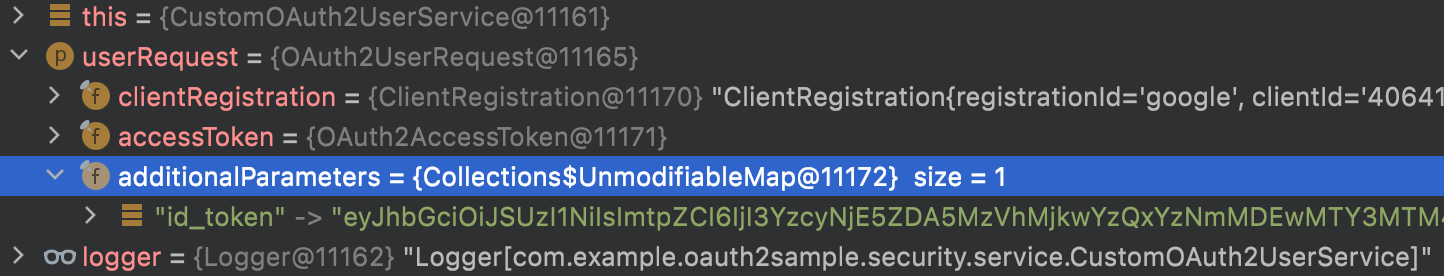 this = {CustomOAuth2UserService@11161}
p userRequest = {OAuth2UserRequest@11165}
f clientRegistration = {ClientRegistration@11170} "ClientRegistration{registrationId='google', clientId='40641
f accessToken = {OAuth2AccessToken@11171}
f additionalParameters = {Collections$UnmodifiableMap@11172} size = 1
"id_token" -> "eyJhbGciOiJSUzI1NiIsImtpZCI6IjI3YzcyNjE5ZDA5MzVhMjkwYzQxYzNmMDEwMTY3MTM4
logger = {Logger@11162} "Logger[com.example.oauth2sample.security.service.CustomOAuth2UserService]"